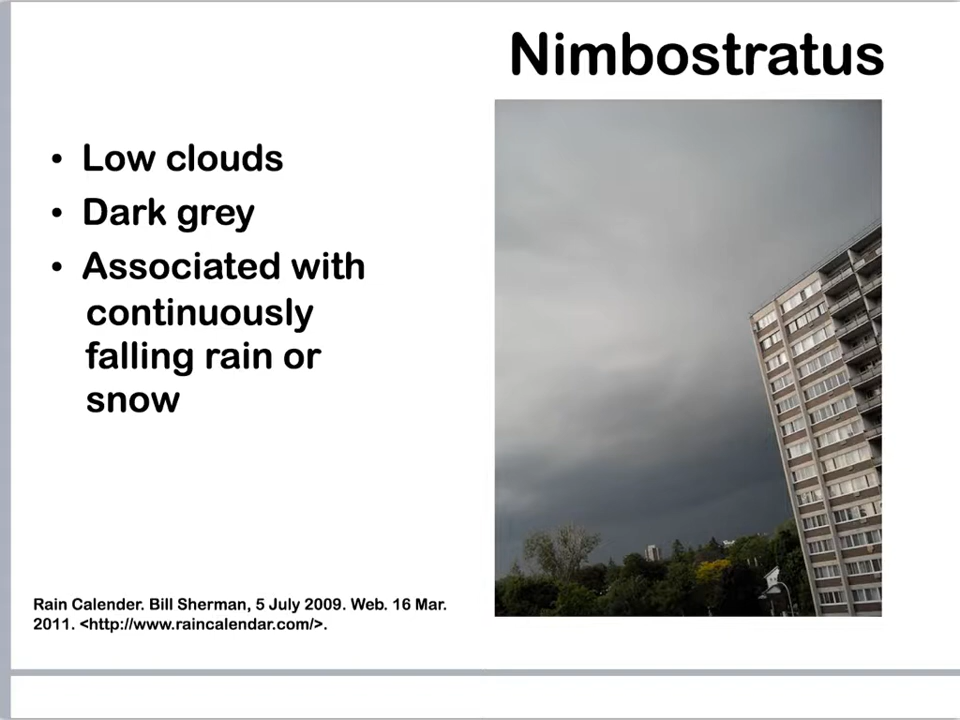 Nimbostratus
• Low clouds
• Dark grey
• Associated with
continuously
falling rain or
snow
Rain Calender. Bill Sherman, 5 July 2009. Web. 16 Mar.
2011. <http://www.raincalendar.com/>.